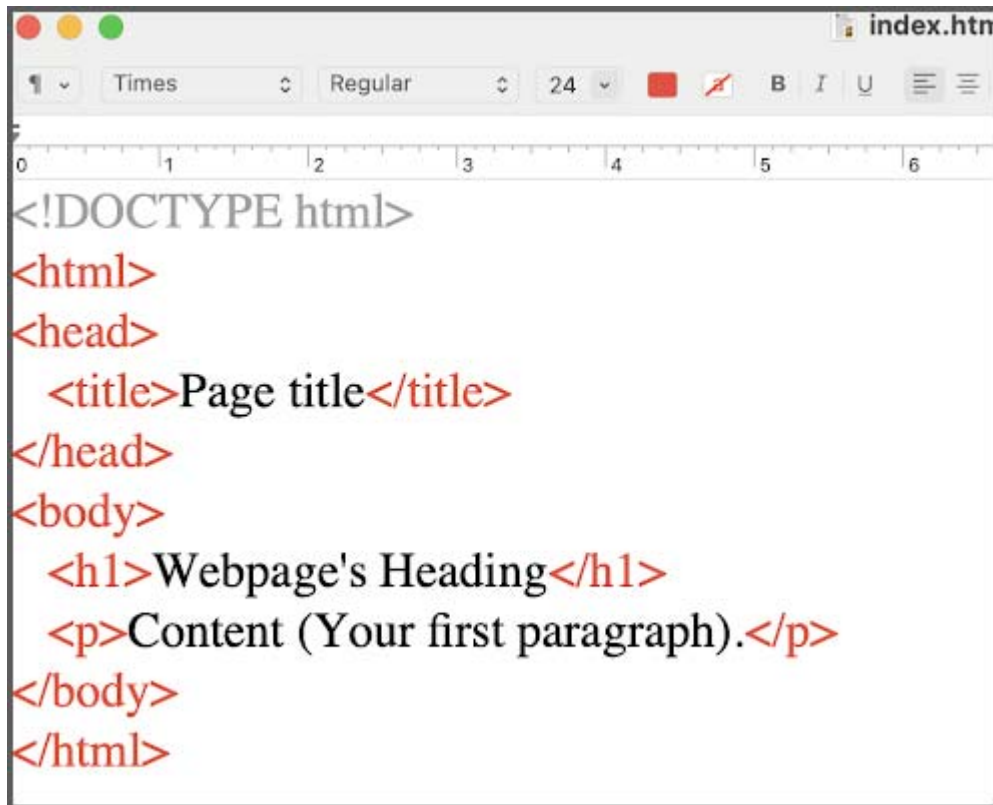 index.htm
¶ Times Regular 24 a B I U
0 1 2 3 4 5 6
<!DOCTYPE html>
<html>
<head>
<title>Page title</title>
</head>
<body>
<h1>Webpage's Heading</h1>
<p>Content (Your first paragraph).</p>
</body>
</html>